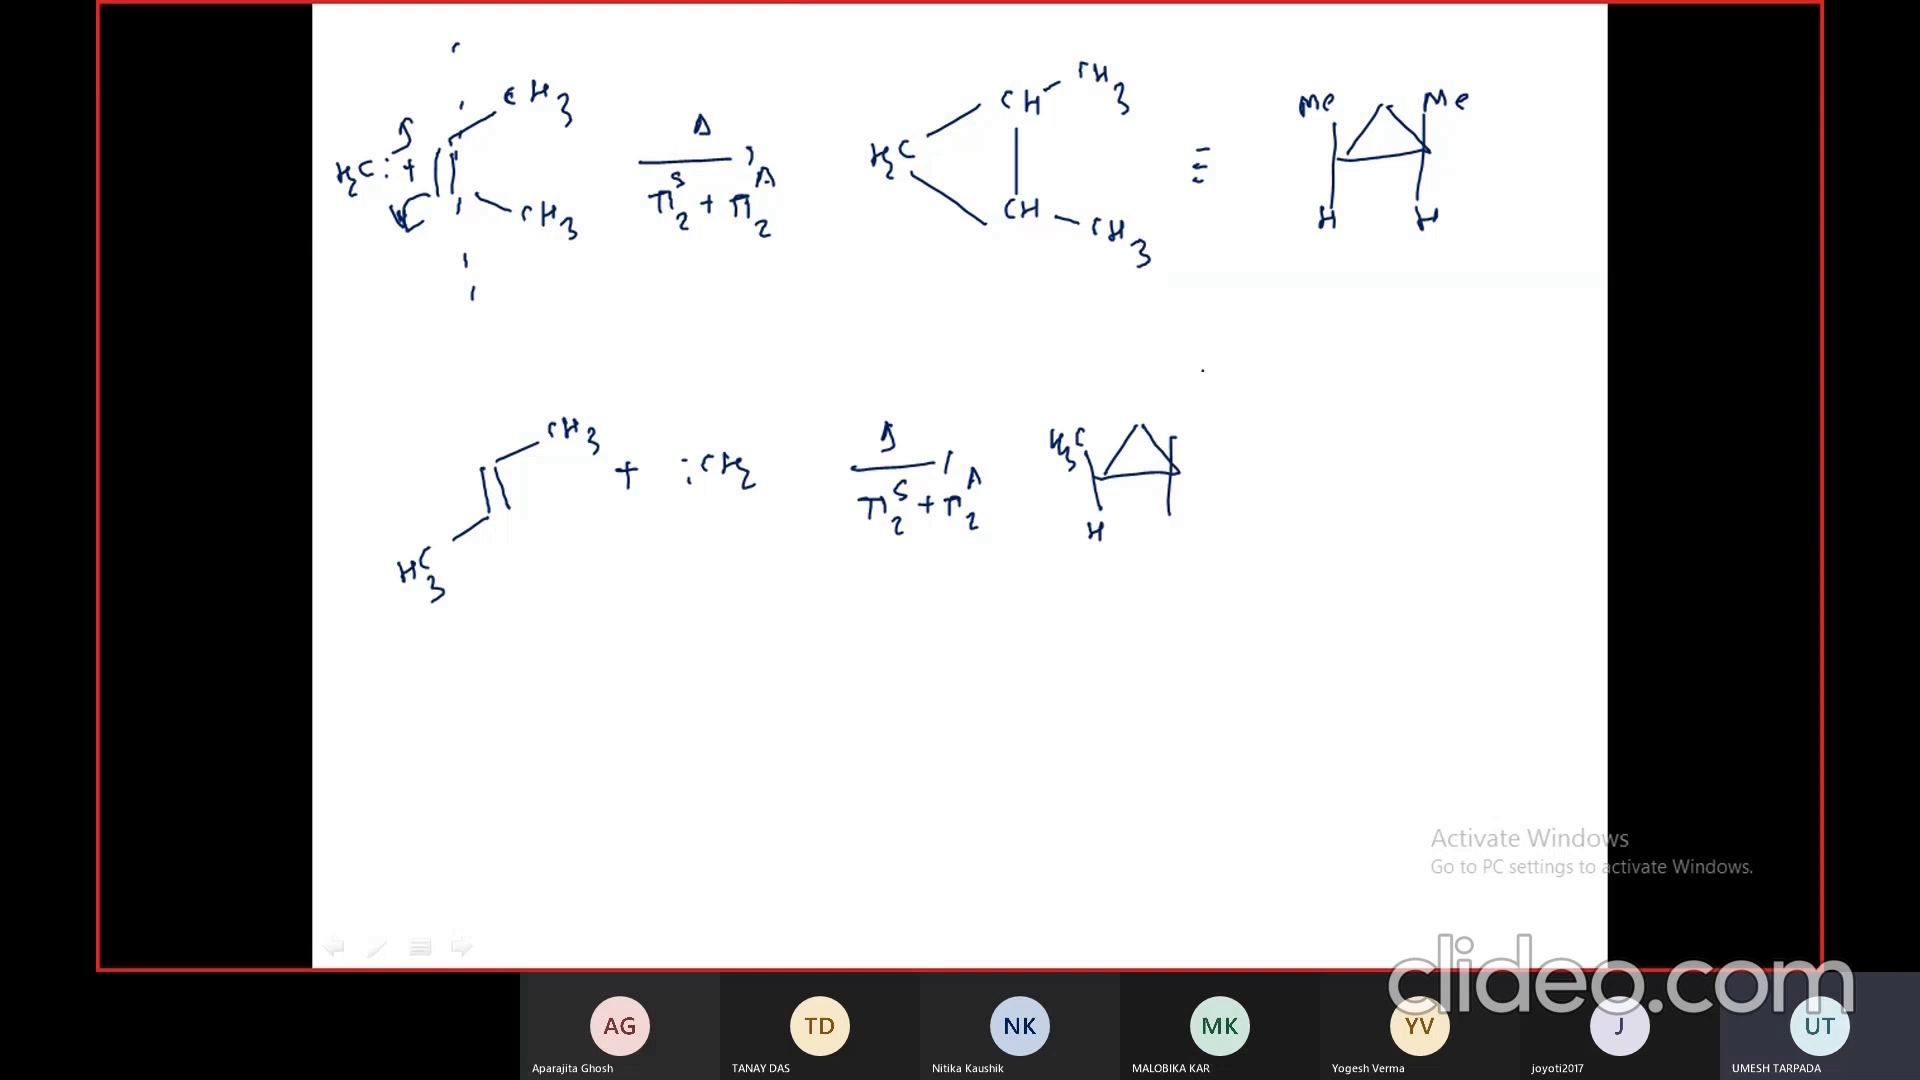 CH3
H2C: + CH3
Δ
π2S + π2A
H2C CH CH3
CH CH3
≡
Me Me
H H
CH3
H3C
+ :CH2
Δ
π2S + π2A
H3C
H
Activate Windows
Go to PC settings to activate Windows.
clideo.com
AG TD NK MK YV J UT
Aparajita Ghosh TANAY DAS Nitika Kaushik MALOBIKA KAR Yogesh Verma joyoti2017 UMESH TARPADA